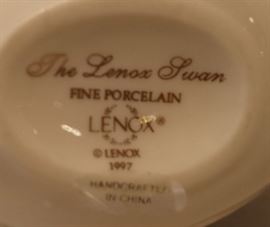 The Lenox Swan
FINE PORCELAIN
LENOX®
© LENOX
1997
HANDCRAFTED
IN CHINA